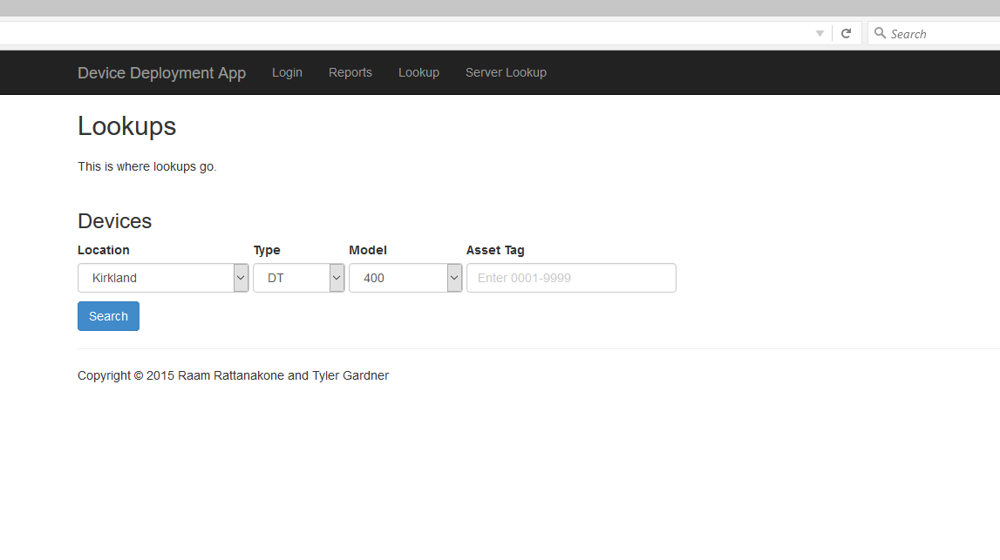 Search
Device Deployment App Login Reports Lookup Server Lookup
Lookups
This is where lookups go.
Devices
Location Type Model Asset Tag
Kirkland DT 400 Enter 0001-9999
Search
Copyright © 2015 Raam Rattanakone and Tyler Gardner